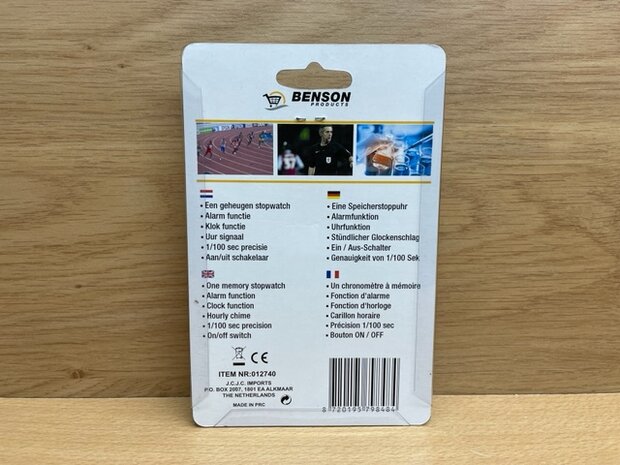 BENSON
PRODUCTS
Een geheugen stopwatch
Alarm functie
Klok functie
Uur signaal
1/100 sec precisie
Aan/uit schakelaar
Eine Speicherstoppuhr
Alarmfunktion
Uhrfunktion
Stündlicher Glockenschlag
Ein / Aus-Schalter
Genauigkeit von 1/100 Sek
One memory stopwatch
Alarm function
Clock function
Hourly chime
1/100 sec precision
On/off switch
Un chronomètre à mémoire
Fonction d'alarme
Fonction d'horloge
Carillon horaire
Précision 1/100 sec
Bouton ON / OFF
CE
ITEM NR:012740
J.C.J.C. IMPORTS
P.O. BOX 2007, 1801 EA ALKMAAR
THE NETHERLANDS
MADE IN PRC
8720195798484